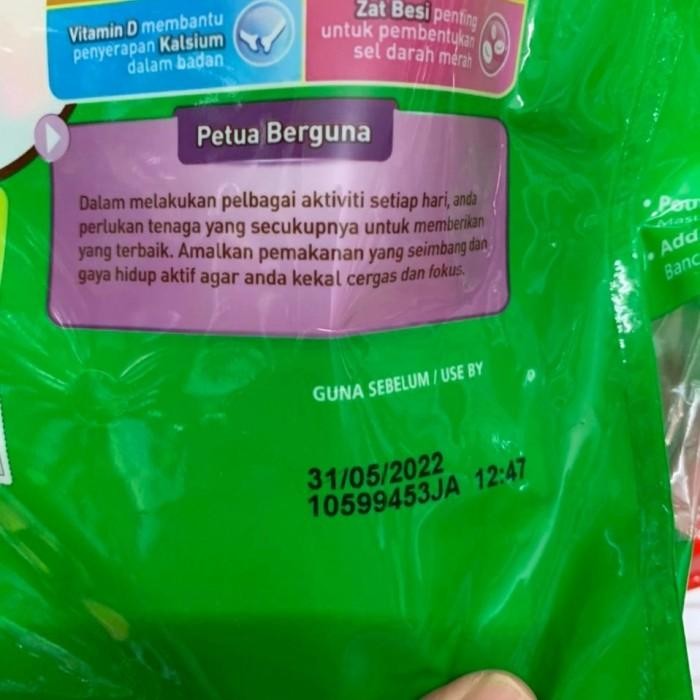 Vitamin D membantu
penyerapan Kalsium
dalam badan
Zat Besi penting
untuk pembentukan
sel darah merah
Petua Berguna
Dalam melakukan pelbagai aktiviti setiap hari, anda
perlukan tenaga yang secukupnya untuk memberikan
yang terbaik. Amalkan pemakanan yang seimbang dan
gaya hidup aktif agar anda kekal cergas dan fokus.
• Add
GUNA SEBELUM / USE BY
31/05/2022
10599453JA 12:47